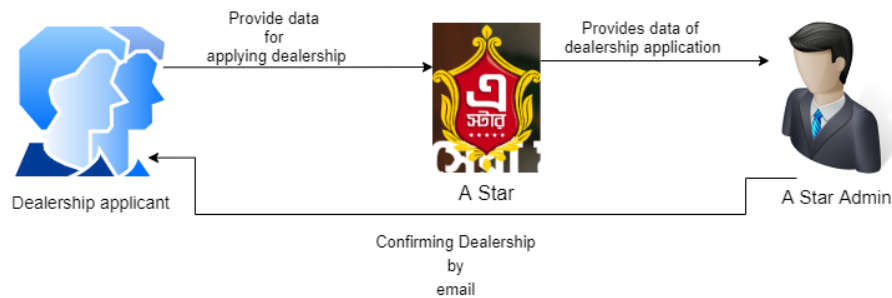 Provide data
for
applying dealership
Provides data of
dealership application
এ
স্টার
A Star
Dealership applicant
A Star Admin
Confirming Dealership
by
email